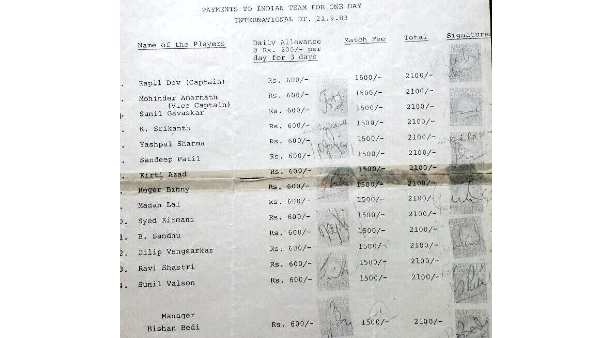 PAYMENTS TO INDIAN TEAM FOR ONE DAY
INTERNATIONAL DT. 21.9.83
Name of the Players Daily Allowance Match Fee Total Signature
@ Rs. 200/- per
day for 3 days
Kapil Dev (Captain) Rs. 600/- 1500/- 2100/-
Mohinder Amarnath Rs. 600/- 1500/- 2100/-
(Vice Captain)
Sunil Gavaskar Rs. 600/- 1500/- 2100/-
K. Srikanth Rs. 600/- 1500/- 2100/-
Yashpal Sharma Rs. 600/- 1500/- 2100/-
Sandeep Patil Rs. 600/- 1500/- 2100/-
Kirti Azad Rs. 600/- 1500/- 2100/-
Roger Binny Rs. 600/- 1500/- 2100/-
Madan Lal Rs. 600/- 1500/- 2100/-
Syed Kirmani Rs. 600/- 1500/- 2100/-
B. Sandhu Rs. 600/- 1500/- 2100/-
2. Dilip Vengsarkar Rs. 600/- 1500/- 2100/-
3. Ravi Shastri Rs. 600/- 1500/- 2100/-
4. Sunil Valson Rs. 600/- 1500/- 2100/-
Manager
Bishan Bedi Rs. 600/- 1500/- 2100/-